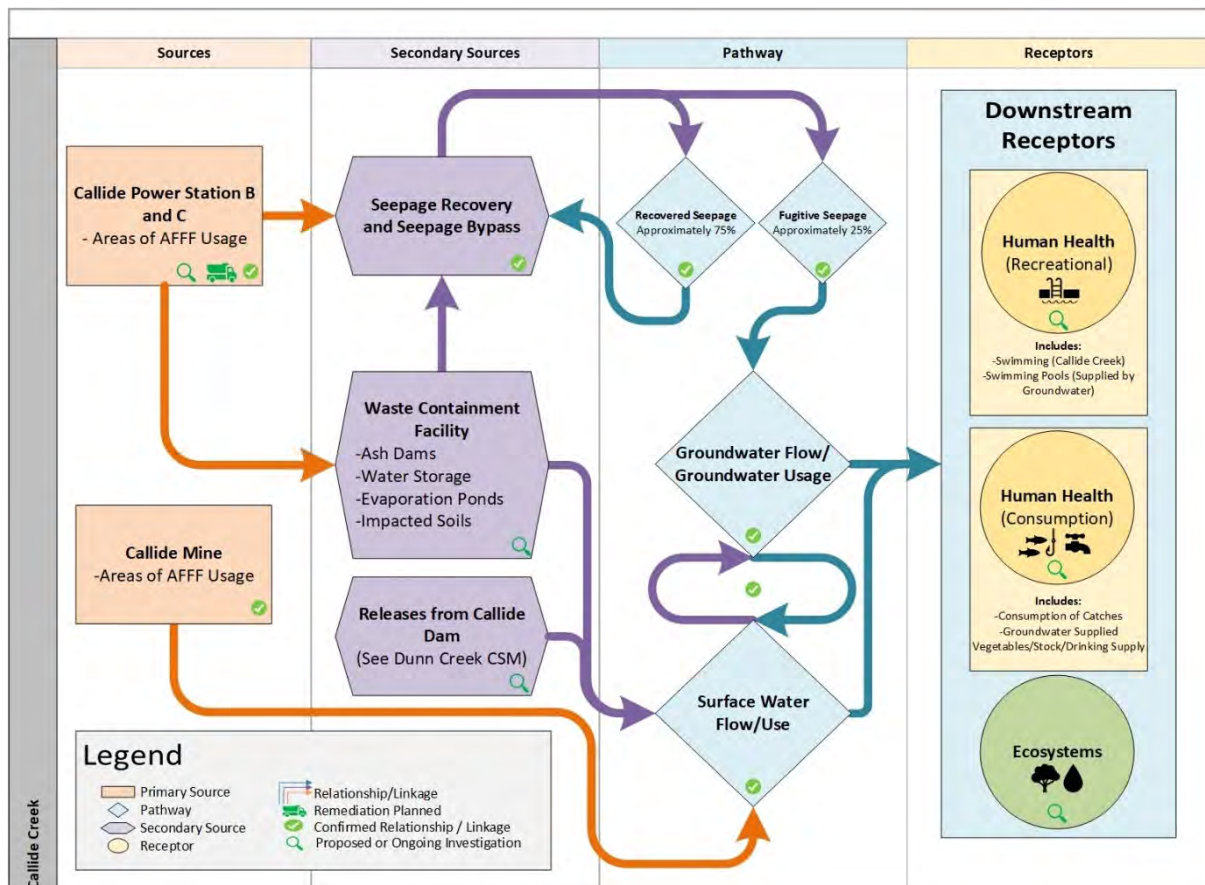 Sources
Secondary Sources
Pathway
Receptors
Callide Creek
Callide Power Station B
and C
- Areas of AFFF Usage
Callide Mine
-Areas of AFFF Usage
Seepage Recovery
and Seepage Bypass
Waste Containment
Facility
-Ash Dams
-Water Storage
-Evaporation Ponds
-Impacted Soils
Releases from Callide
Dam
(See Dunn Creek CSM)
Recovered Seepage
Approximately 75%
Fugitive Seepage
Approximately 25%
Groundwater Flow/
Groundwater Usage
Surface Water
Flow/Use
Downstream
Receptors
Human Health
(Recreational)
Includes:
-Swimming (Callide Creek)
-Swimming Pools (Supplied by
Groundwater)
Human Health
(Consumption)
Includes:
-Consumption of Catches
-Groundwater Supplied
Vegetables/Stock/Drinking Supply
Ecosystems
Legend
Primary Source
Pathway
Secondary Source
Receptor
Relationship/Linkage
Remediation Planned
Confirmed Relationship / Linkage
Proposed or Ongoing Investigation